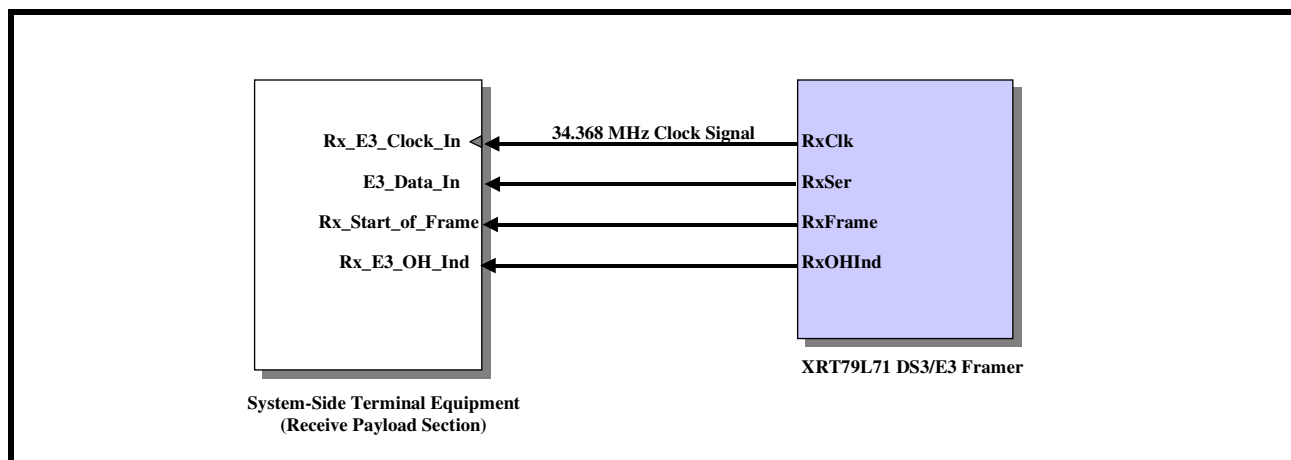 34.368 MHz Clock Signal
Rx_E3_Clock_In
RxClk
E3_Data_In
RxSer
Rx_Start_of_Frame
RxFrame
Rx_E3_OH_Ind
RxOHInd
XRT79L71 DS3/E3 Framer
System-Side Terminal Equipment
(Receive Payload Section)